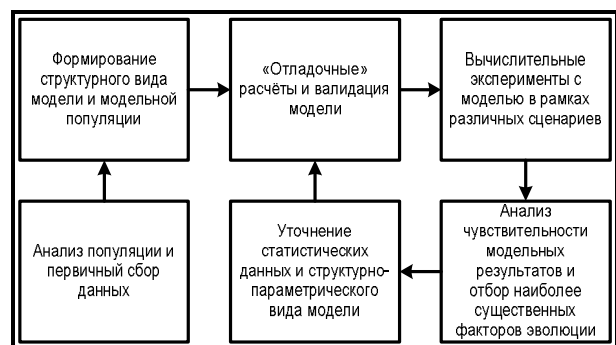 Формирование
структурного вида
модели и модельной
популяции
«Отладочные»
расчёты и валидация
модели
Вычислительные
эксперименты с
моделью в рамках
различных сценариев
Анализ популяции и
первичный сбор
данных
Уточнение
статистических
данных и структурно-
параметрического
вида модели
Анализ
чувствительности
модельных
результатов и
отбор наиболее
существенных
факторов эволюции